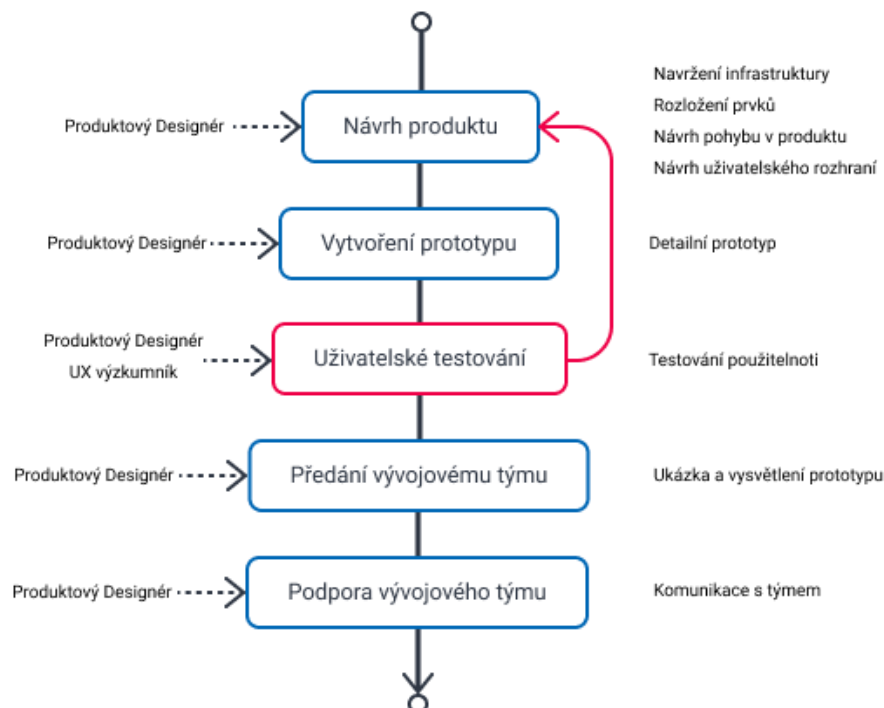 Navržení infrastruktury
Rozložení prvků
Produktový Designér
Návrh produktu
Návrh pohybu v produktu
Návrh uživatelského rozhraní
Produktový Designér
Vytvoření prototypu
Detailní prototyp
Produktový Designér
UX výzkumník
Uživatelské testování
Testování použitelnoti
Produktový Designér
Předání vývojovému týmu
Ukázka a vysvětlení prototypu
Produktový Designér
Podpora vývojového týmu
Komunikace s týmem